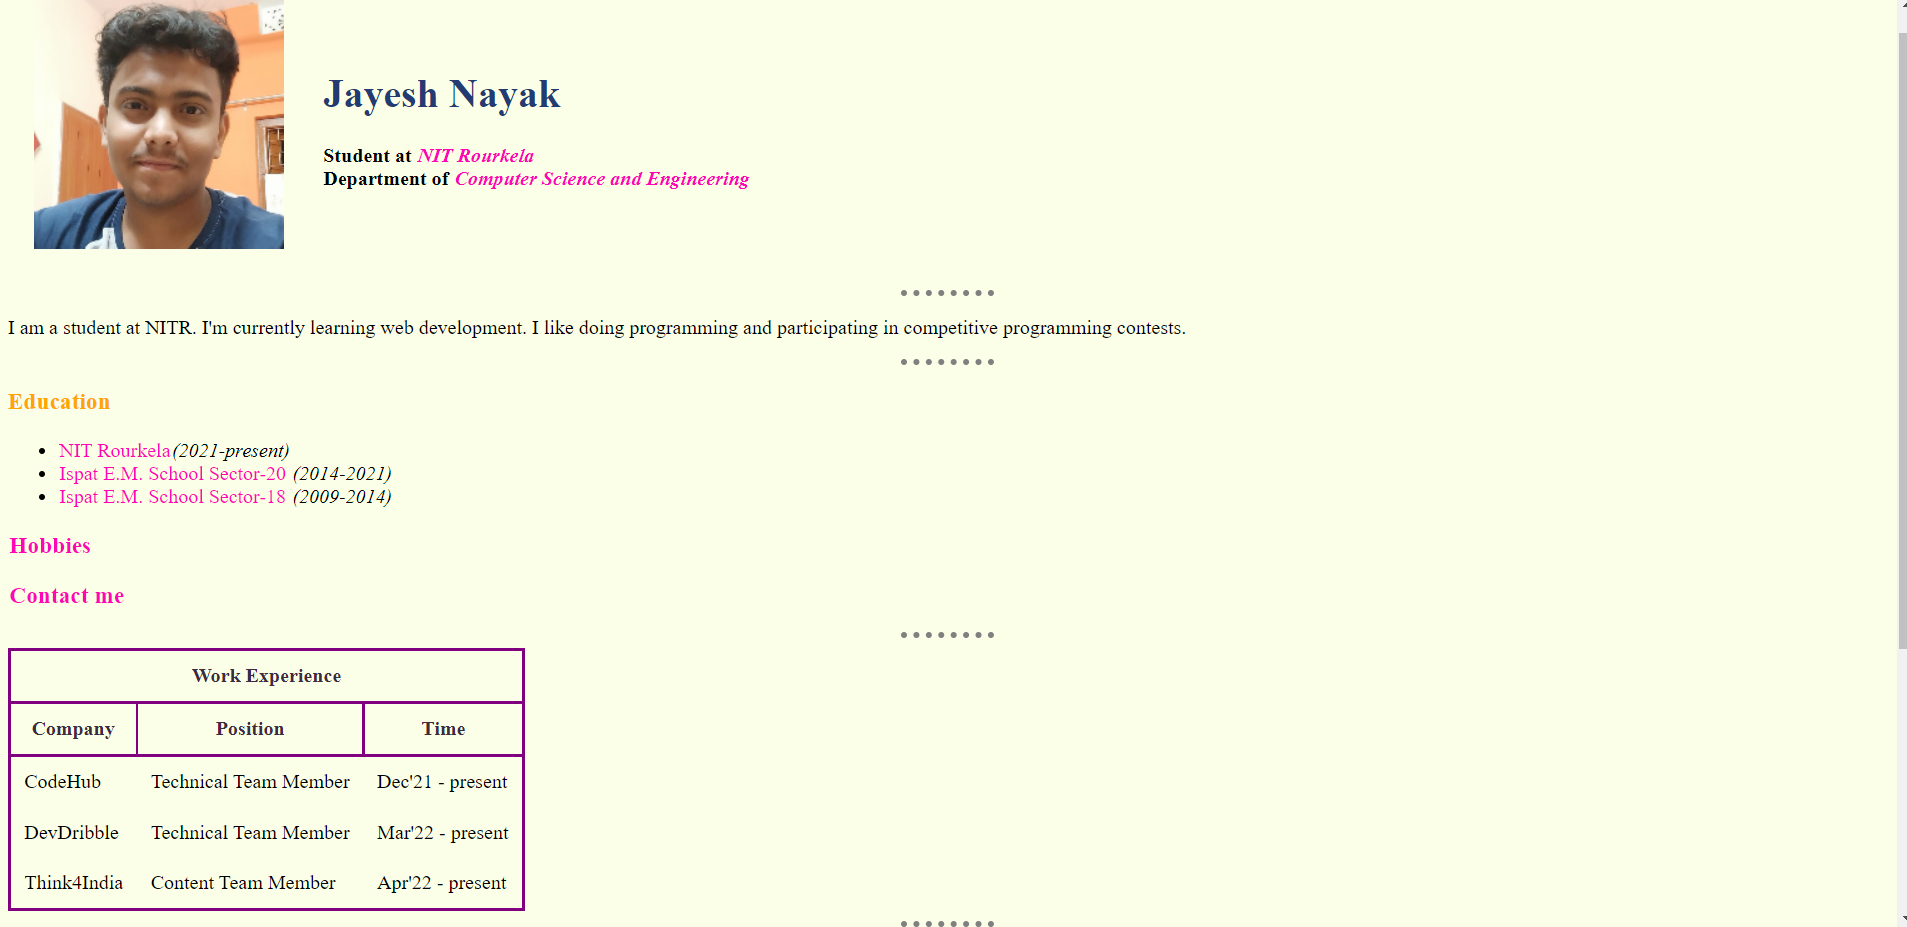 Jayesh Nayak
Student at NIT Rourkela
Department of Computer Science and Engineering
I am a student at NITR. I'm currently learning web development. I like doing programming and participating in competitive programming contests.
Education
NIT Rourkela(2021-present)
Ispat E.M. School Sector-20 (2014-2021)
Ispat E.M. School Sector-18 (2009-2014)
Hobbies
Contact me
Work Experience
Company Position Time
CodeHub Technical Team Member Dec'21 - present
DevDribble Technical Team Member Mar'22 - present
Think4India Content Team Member Apr'22 - present